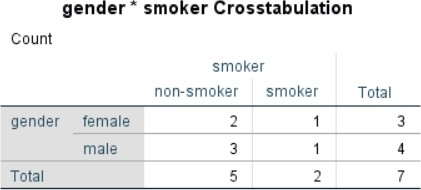 gender * smoker Crosstabulation
Count
smoker
non-smoker smoker Total
gender female 2 1 3
male 3 1 4
Total 5 2 7